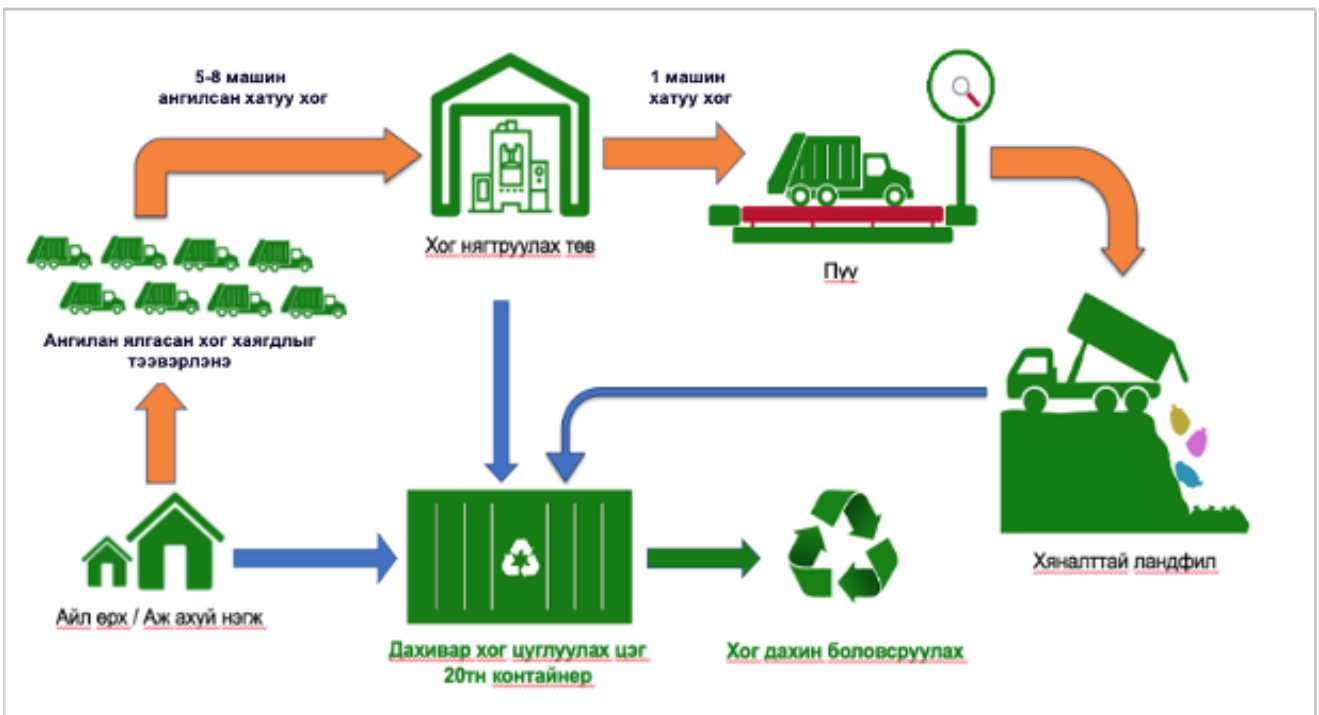 5-8 машин
ангилсан хатуу хог
1 машин
хатуу хог
Хог нягтруулах төв
Пүү
Ангилан ялгасан хог хаягдлыг
тээвэрлэнэ
Айл өрх / Аж ахуй нэгж
Дахивар хог цуглуулах цэг
20тн контайнер
Хог дахин боловсруулах
Хяналттай ландфил